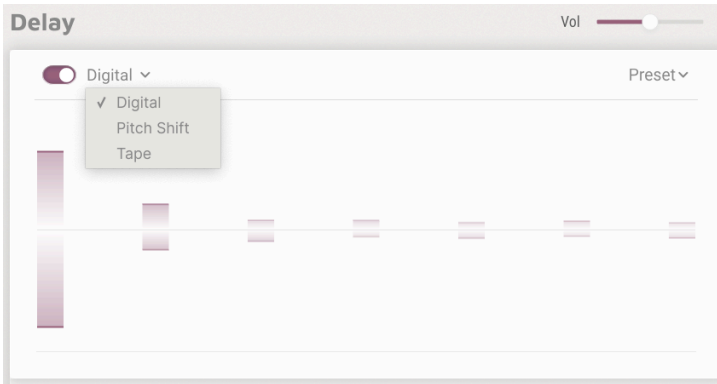 Delay
Vol
Digital
Preset
✓ Digital
Pitch Shift
Tape